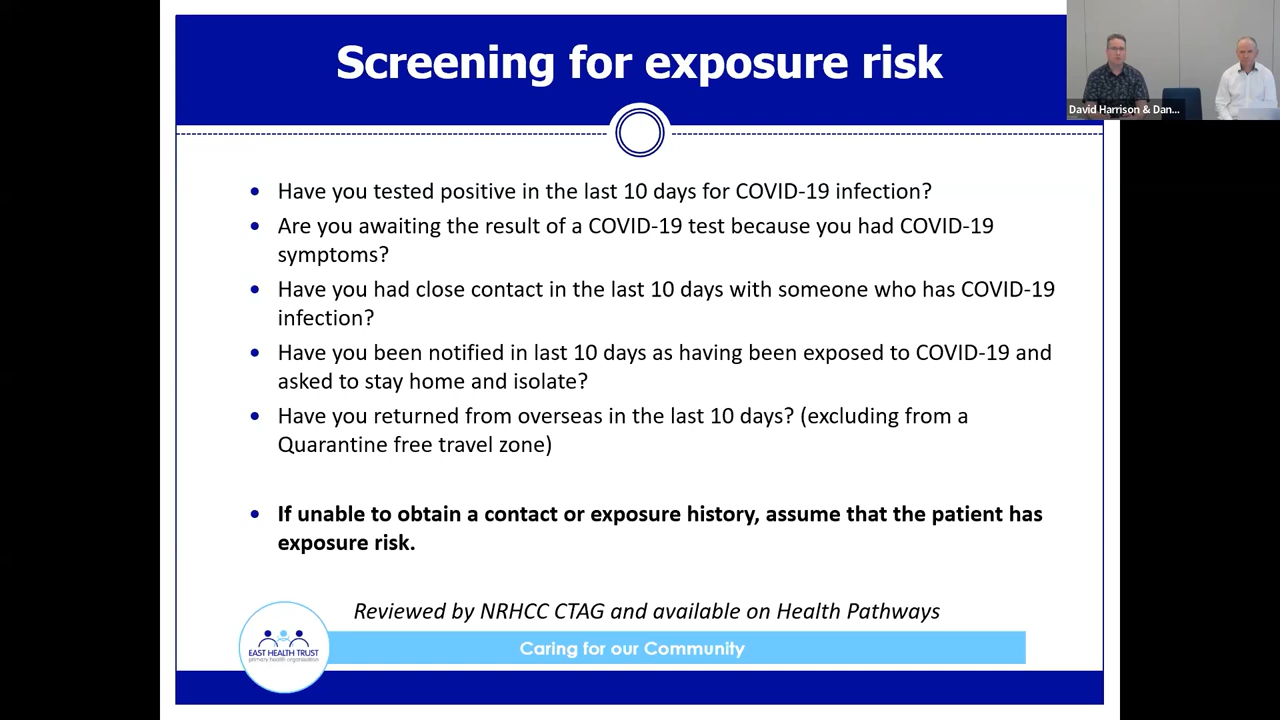 Screening for exposure risk
David Harrison & Dan...
• Have you tested positive in the last 10 days for COVID-19 infection?
• Are you awaiting the result of a COVID-19 test because you had COVID-19
symptoms?
• Have you had close contact in the last 10 days with someone who has COVID-19
infection?
• Have you been notified in last 10 days as having been exposed to COVID-19 and
asked to stay home and isolate?
• Have you returned from overseas in the last 10 days? (excluding from a
Quarantine free travel zone)
• If unable to obtain a contact or exposure history, assume that the patient has
exposure risk.
Reviewed by NRHCC CTAG and available on Health Pathways
Caring for our Community
EAST HEALTH TRUST
primary health organisation